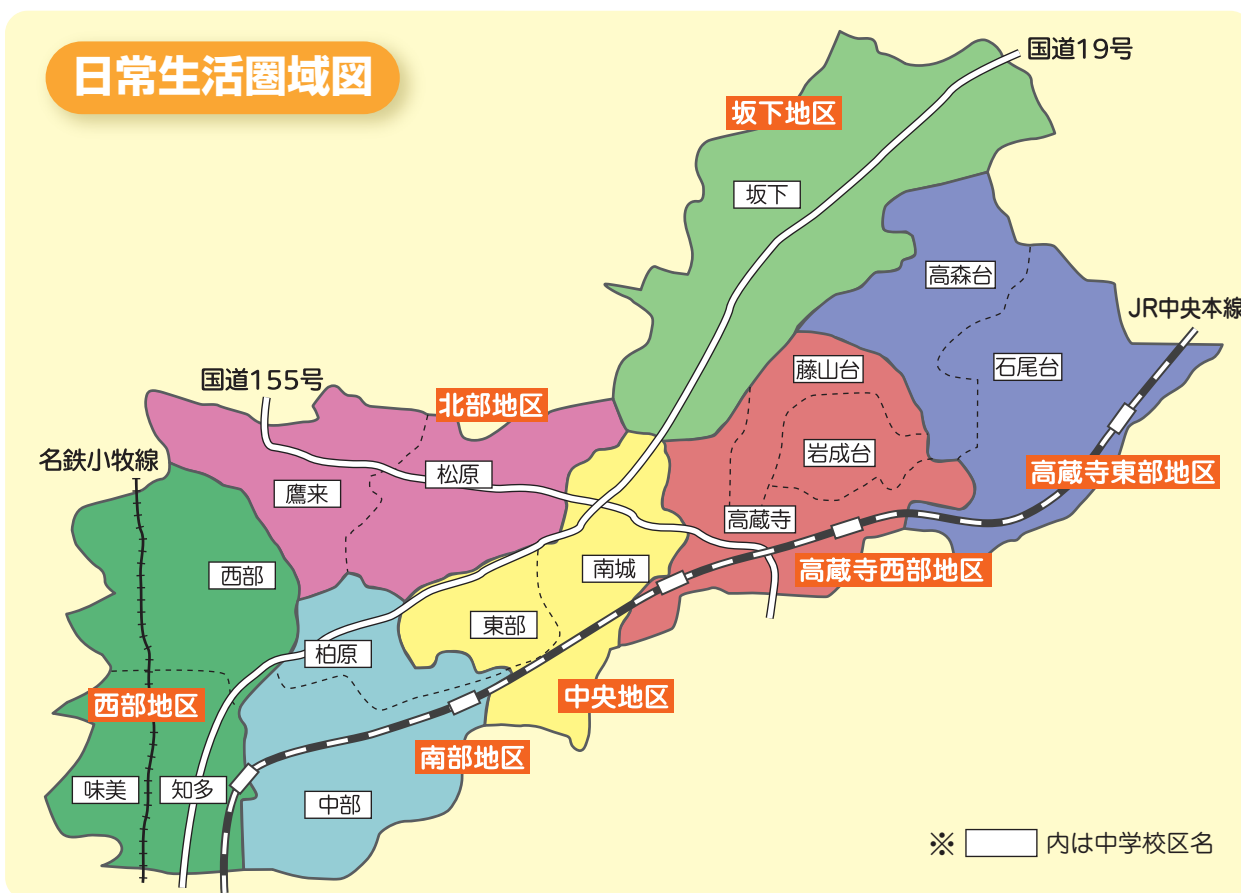 日常生活圏域図
国道19号
坂下地区
坂下
高森台
JR中央本線
石尾台
藤山台
国道155号
北部地区
岩成台
名鉄小牧線
松原
高蔵寺東部地区
鷹来
高蔵寺
西部
南城
高蔵寺西部地区
東部
柏原
西部地区
中央地区
南部地区
味美
知多
中部
※ 内は中学校区名